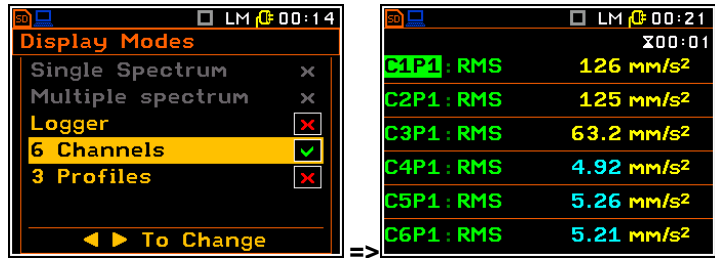 SD LM 00:14
Display Modes
Single Spectrum ×
Multiple spectrum ×
Logger
6 Channels
3 Profiles
◀ ▶ To Change
=>
SD LM 00:21
00:01
C1P1:RMS 126 mm/s²
C2P1:RMS 125 mm/s²
C3P1:RMS 63.2 mm/s²
C4P1:RMS 4.92 mm/s²
C5P1:RMS 5.26 mm/s²
C6P1:RMS 5.21 mm/s²